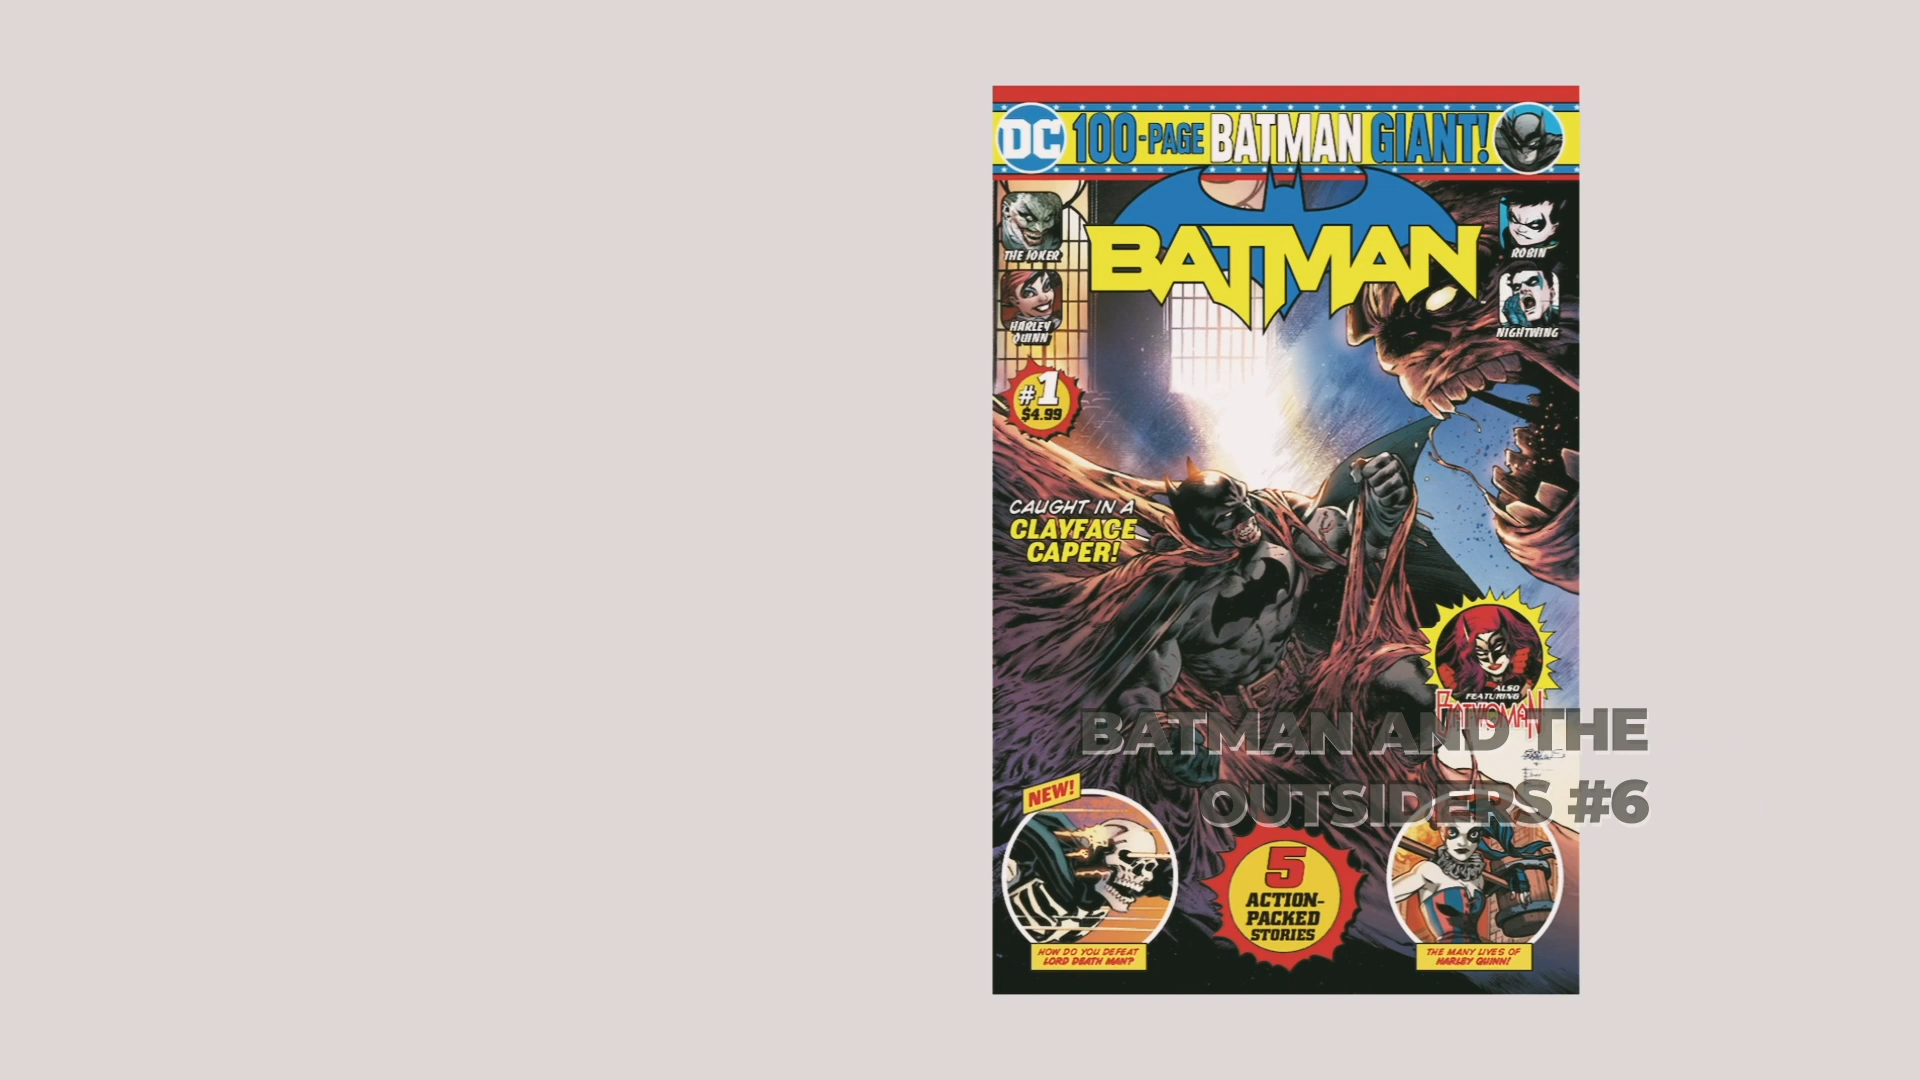 DC 100-PAGE BATMAN GIANT!
BATMAN
THE JOKER
ROBIN
HARLEY
QUINN
NIGHTWING
#1
$4.99
CAUGHT IN A
CLAYFACE
CAPER!
ALSO
FEATURING
BATWOMAN
BATMAN AND THE
OUTSIDERS #6
NEW!
5
ACTION-
PACKED
STORIES
HOW DO YOU DEFEAT
LORD DEATH MAN?
THE MANY LIVES OF
HARLEY QUINN!